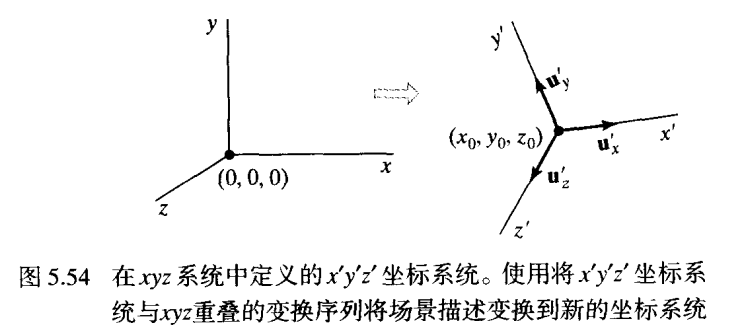 y
x
z
(0, 0, 0)
y′
u′y
(x₀, y₀, z₀)
u′x
x′
u′z
z′
图 5.54 在xyz 系统中定义的x′y′z′ 坐标系统。使用将x′y′z′ 坐标系
统与xyz重叠的变换序列将场景描述变换到新的坐标系统